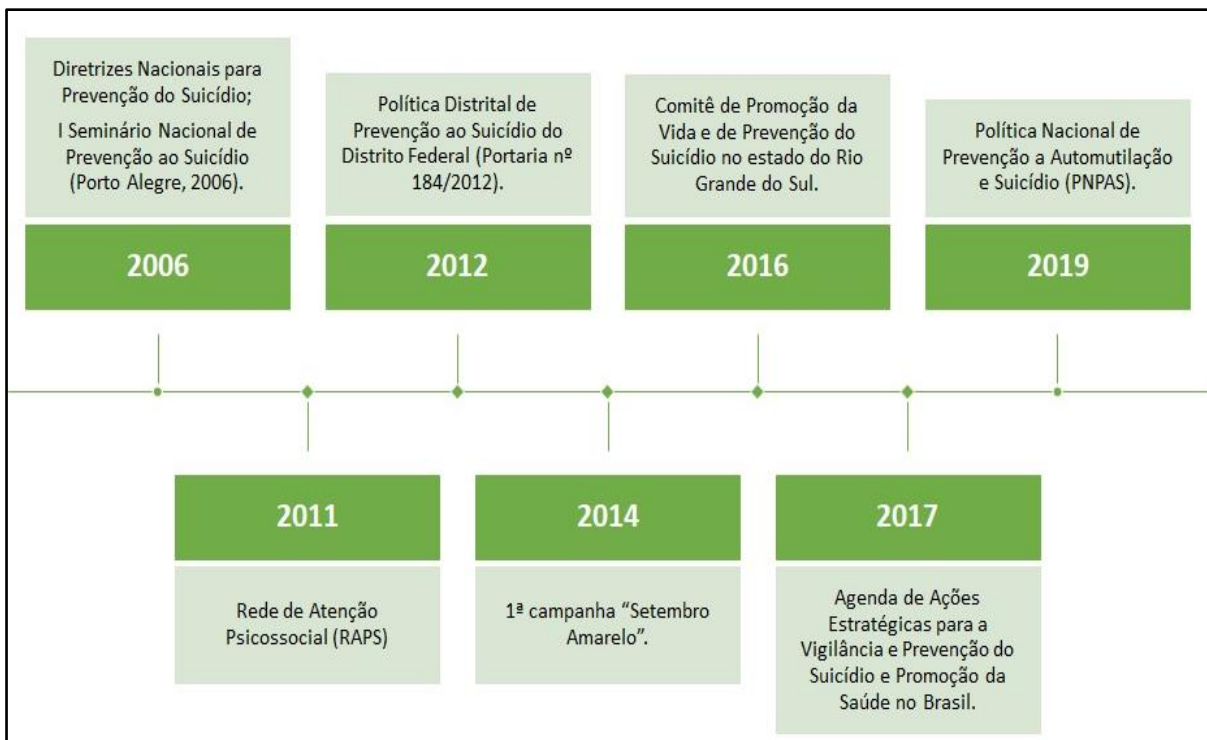 Diretrizes Nacionais para
Prevenção do Suicídio;
I Seminário Nacional de
Prevenção ao Suicídio
(Porto Alegre, 2006).
2006
Rede de Atenção
Psicossocial (RAPS)
2011
Política Distrital de
Prevenção ao Suicídio do
Distrito Federal (Portaria nº
184/2012).
2012
1ª campanha “Setembro
Amarelo”.
2014
Comitê de Promoção da
Vida e de Prevenção do
Suicídio no estado do Rio
Grande do Sul.
2016
Agenda de Ações
Estratégicas para a
Vigilância e Prevenção do
Suicídio e Promoção da
Saúde no Brasil.
2017
Política Nacional de
Prevenção a Automutilação
e Suicídio (PNPAS).
2019